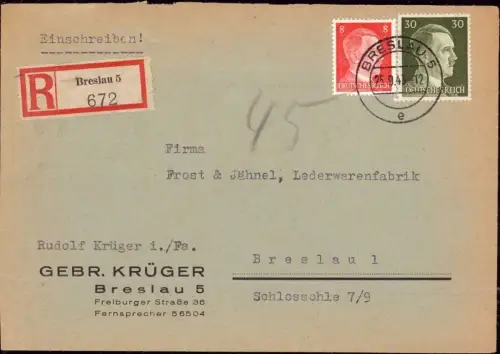 Einschreiben!
8
30 30
DEUTSCHES REICH
DEUTSCHES REICH
BRESLAU 5
e
R
Breslau 5
672
45
Firma
Frost & Jähnel, Lederwarenfabrik
Rudolf Krüger i./Fa.
GEBR. KRÜGER
Breslau 5
Freiburger Straße 36
Fernsprecher 56504
Breslau 1
Schlossohle 7/9